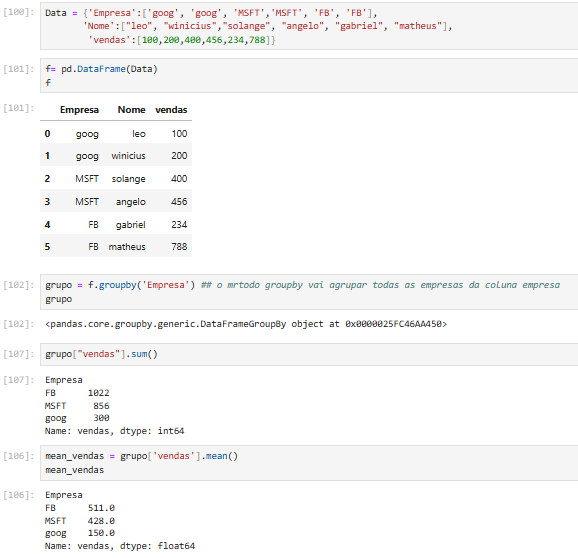 [100]: Data = {'Empresa':['goog', 'goog', 'MSFT','MSFT', 'FB', 'FB'],
'Nome':["leo", "winicius","solange", "angelo", "gabriel", "matheus"],
'vendas':[100,200,400,456,234,788]}
[101]: f= pd.DataFrame(Data)
f
[101]: Empresa Nome vendas
0 goog leo 100
1 goog winicius 200
2 MSFT solange 400
3 MSFT angelo 456
4 FB gabriel 234
5 FB matheus 788
[102]: grupo = f.groupby('Empresa') ## o mrtodo groupby vai agrupar todas as empresas da coluna empresa
grupo
[102]: <pandas.core.groupby.generic.DataFrameGroupBy object at 0x0000025FC46AA450>
[107]: grupo["vendas"].sum()
[107]: Empresa
FB 1022
MSFT 856
goog 300
Name: vendas, dtype: int64
[106]: mean_vendas = grupo['vendas'].mean()
mean_vendas
[106]: Empresa
FB 511.0
MSFT 428.0
goog 150.0
Name: vendas, dtype: float64